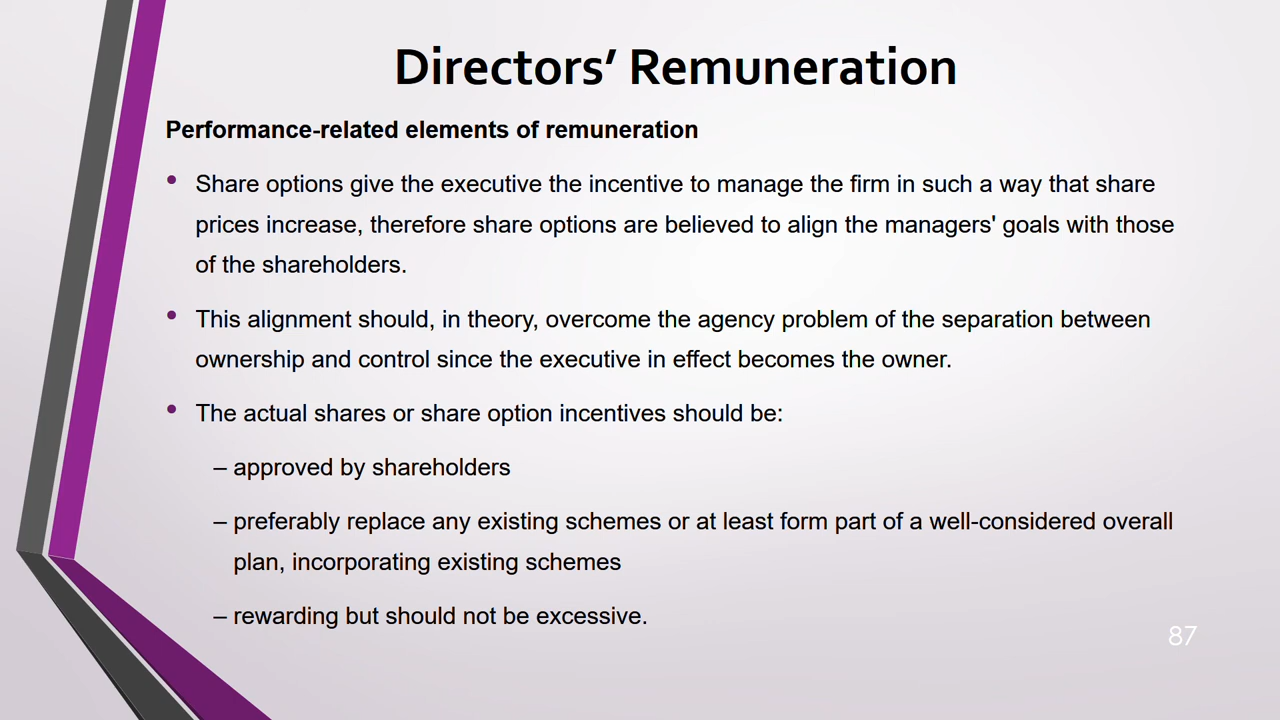 Directors’ Remuneration
Performance-related elements of remuneration
• Share options give the executive the incentive to manage the firm in such a way that share
prices increase, therefore share options are believed to align the managers' goals with those
of the shareholders.
• This alignment should, in theory, overcome the agency problem of the separation between
ownership and control since the executive in effect becomes the owner.
• The actual shares or share option incentives should be:
– approved by shareholders
– preferably replace any existing schemes or at least form part of a well-considered overall
plan, incorporating existing schemes
– rewarding but should not be excessive.
87